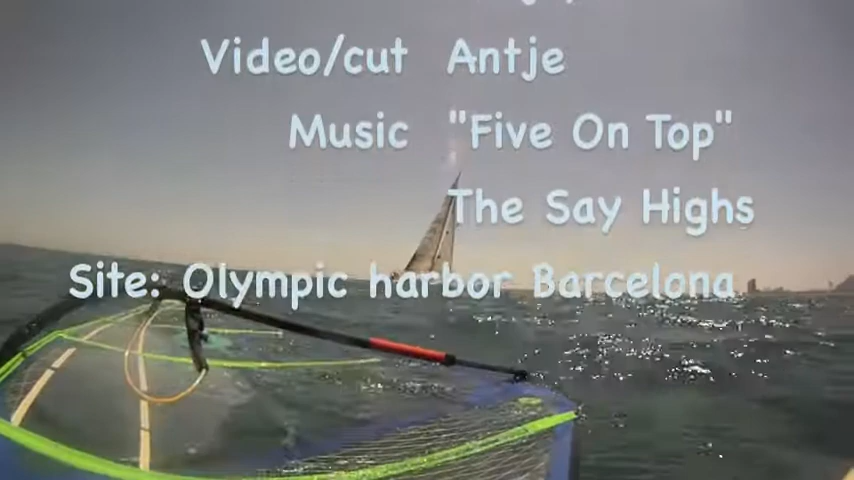 Video/cut Antje
Music "Five On Top"
The Say Highs
Site: Olympic harbor Barcelona